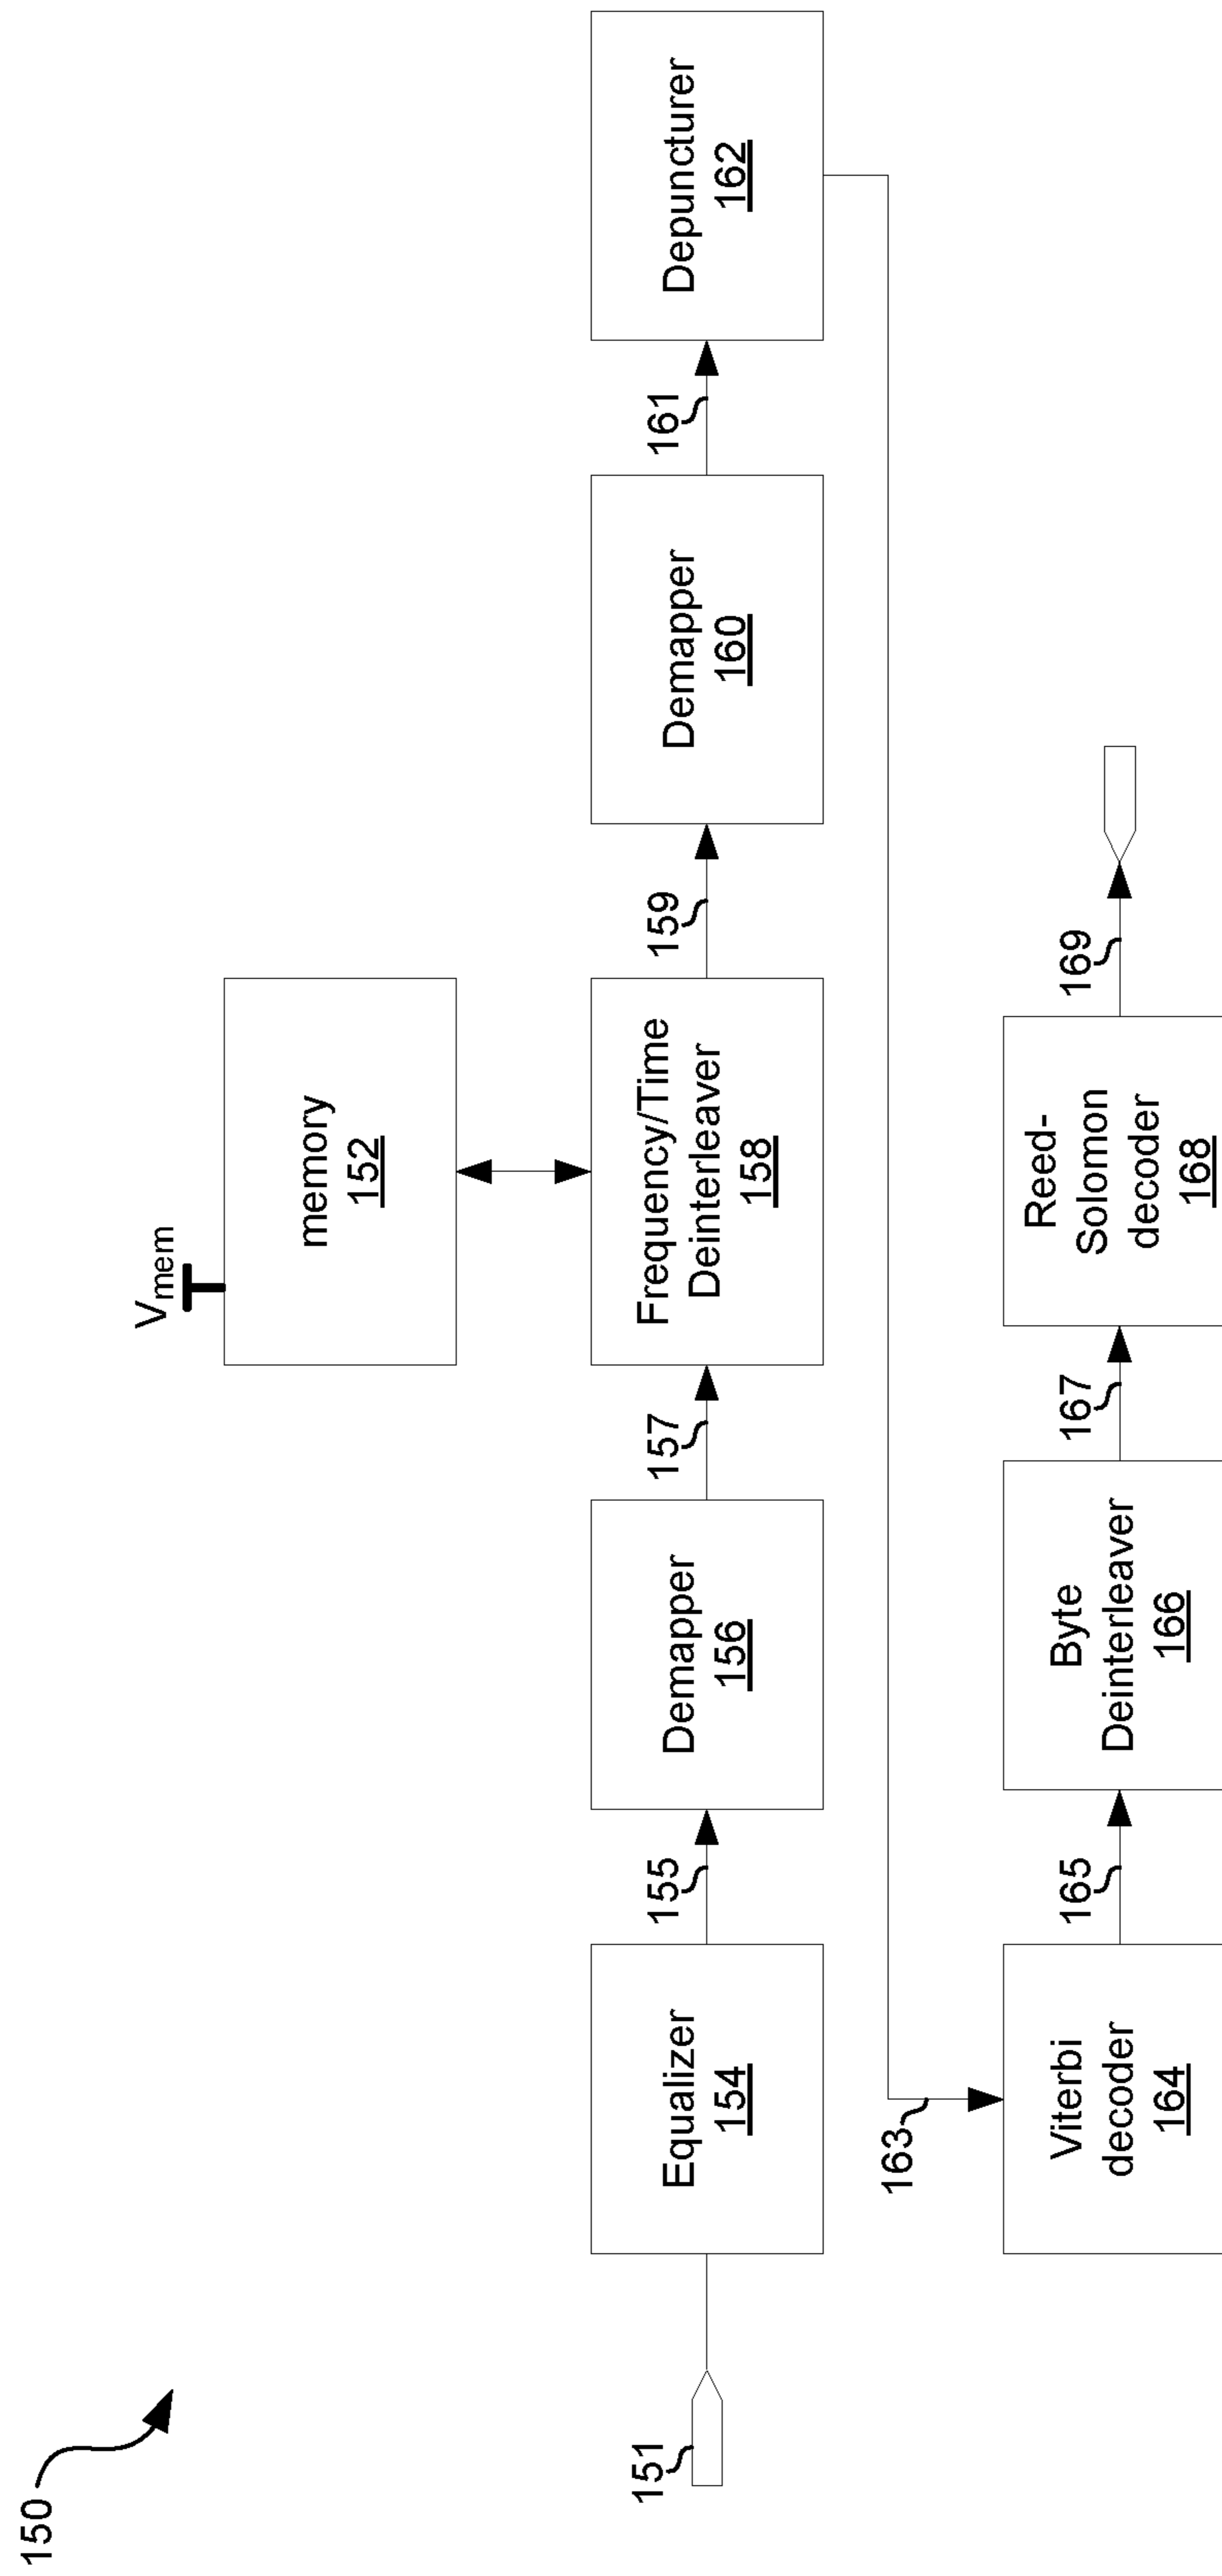 150
V mem
memory
152
151
Equalizer
154
155
Demapper
156
157
Frequency/Time
Deinterleaver
158
159
Demapper
160
161
Depuncturer
162
163
Viterbi
decoder
164
165
Byte
Deinterleaver
166
167
Reed-
Solomon
decoder
168
169